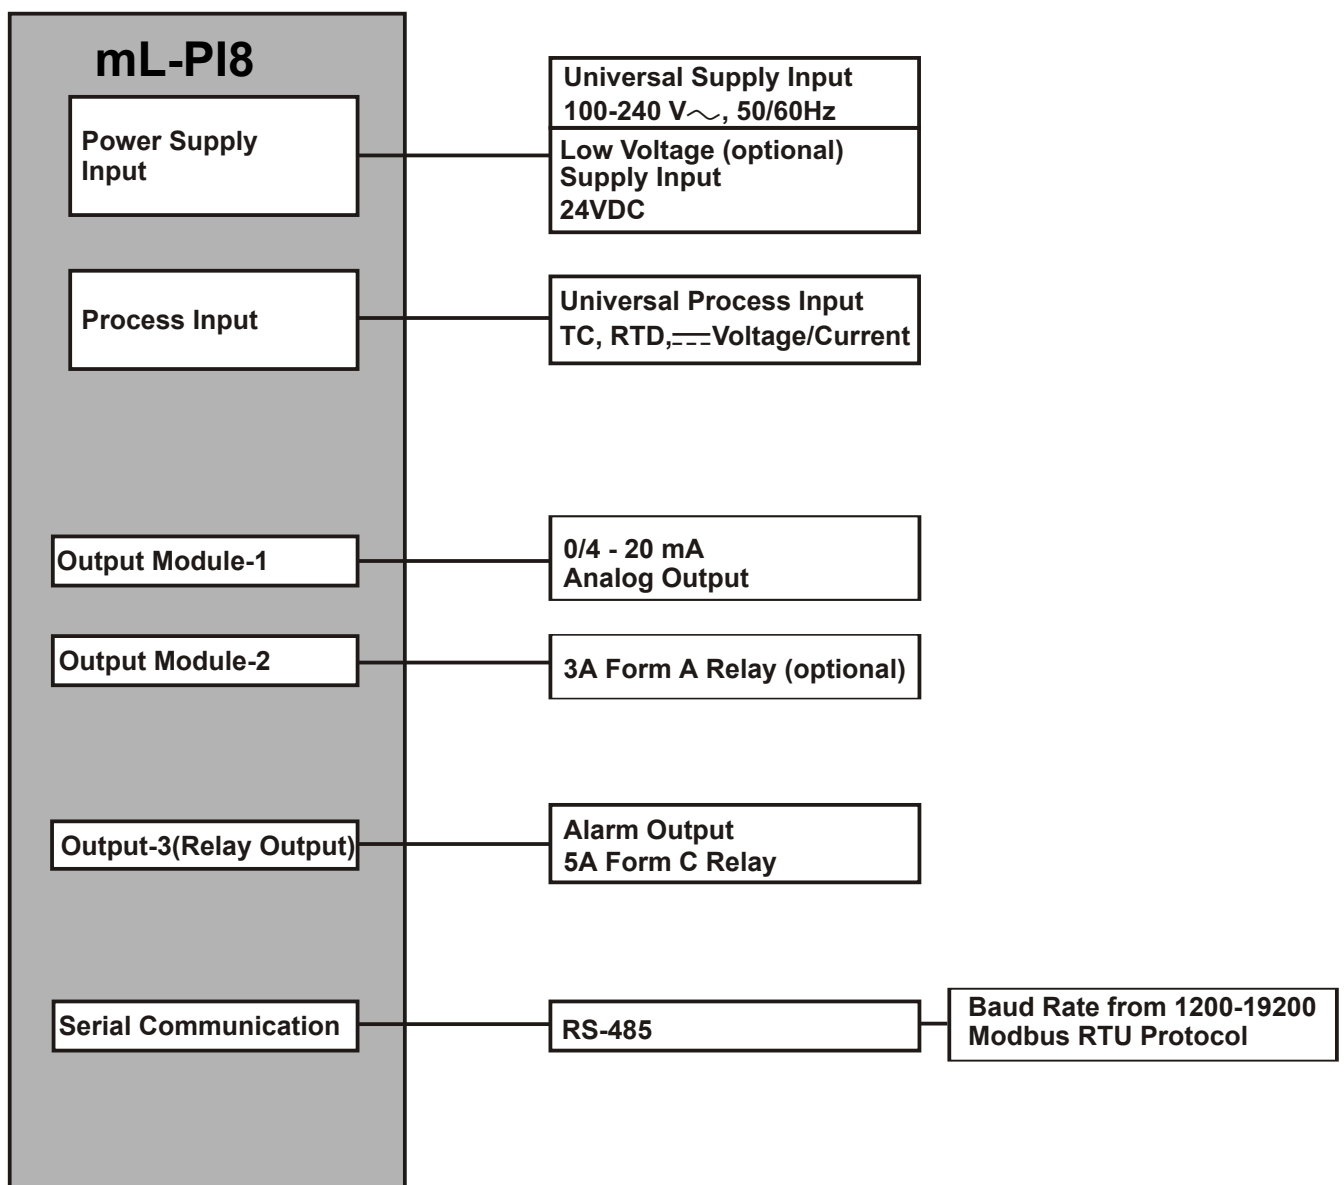 mL-PI8
Power Supply
Input
Universal Supply Input
100-240 V～, 50/60Hz
Low Voltage (optional)
Supply Input
24VDC
Process Input
Universal Process Input
TC, RTD,⎓Voltage/Current
Output Module-1
0/4 - 20 mA
Analog Output
Output Module-2
3A Form A Relay (optional)
Output-3(Relay Output)
Alarm Output
5A Form C Relay
Serial Communication
RS-485
Baud Rate from 1200-19200
Modbus RTU Protocol